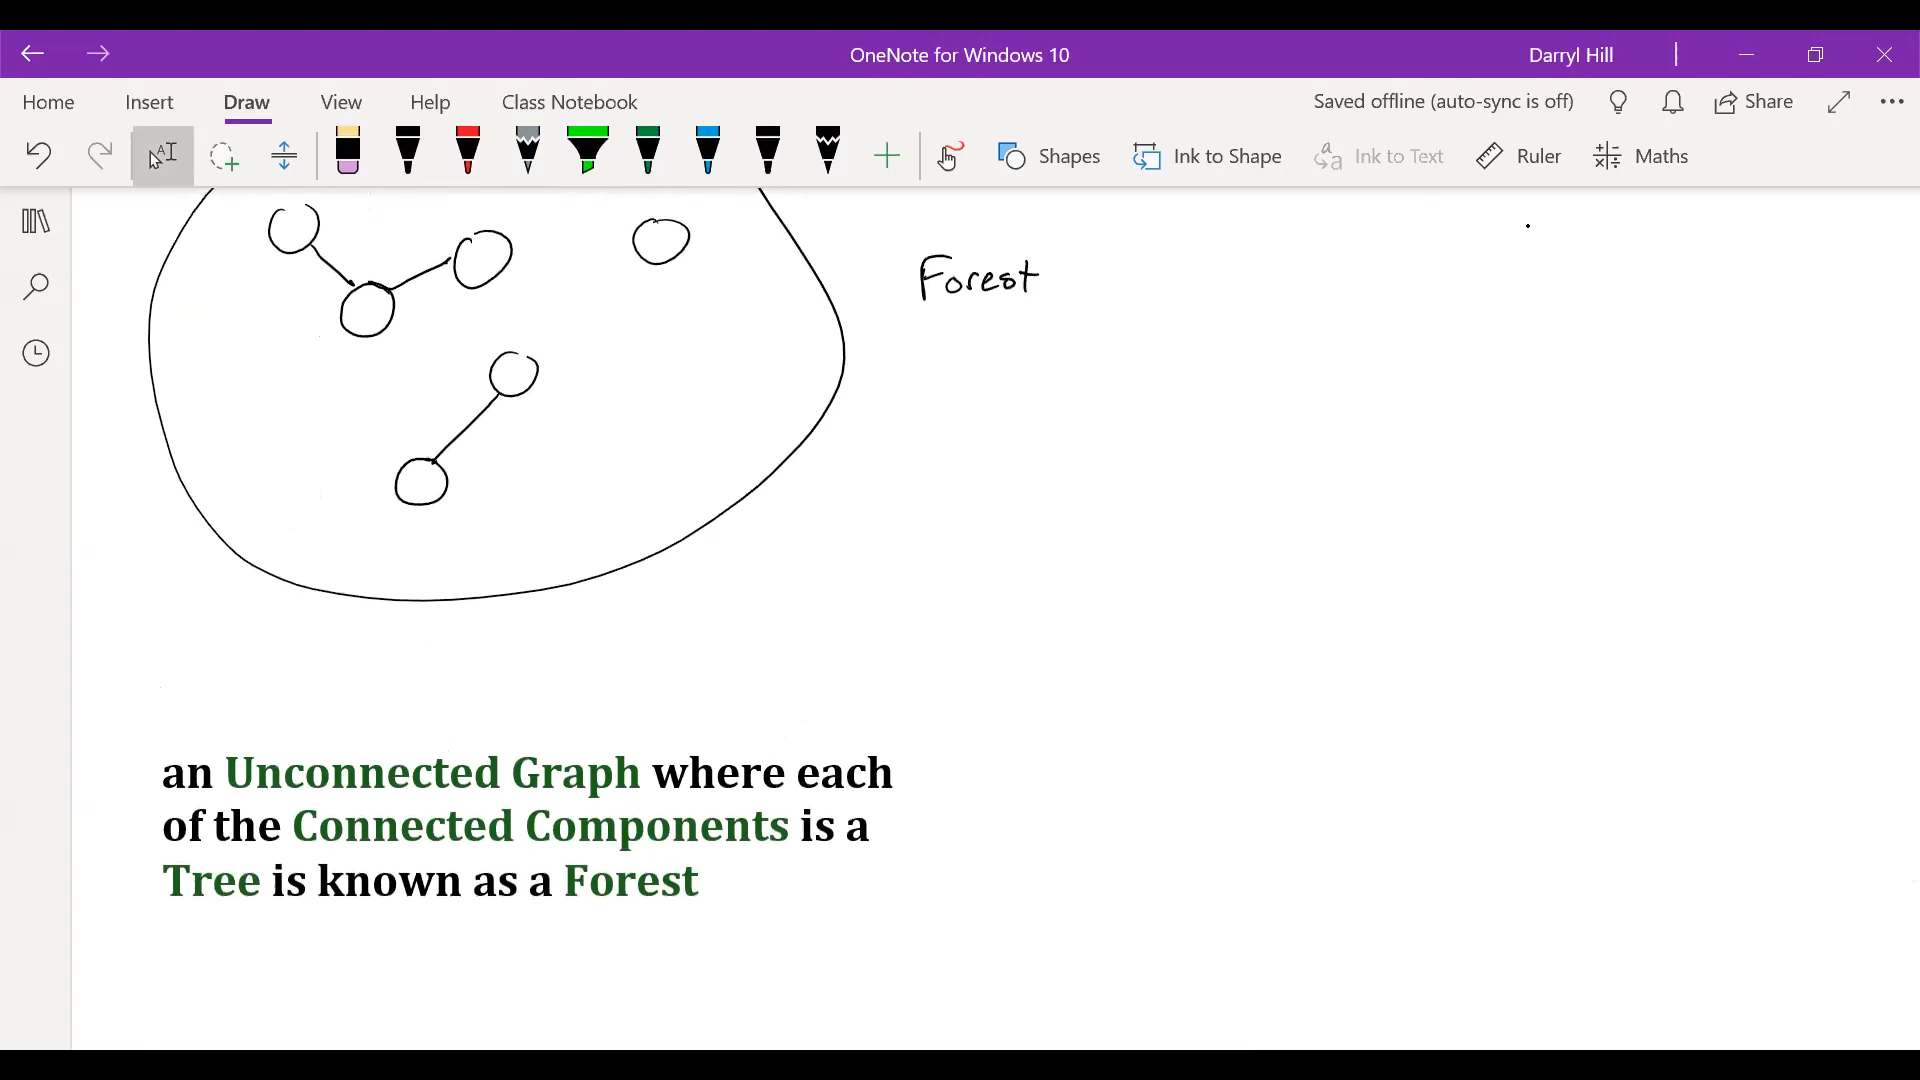 OneNote for Windows 10
Darryl Hill
Home Insert Draw View Help Class Notebook
Saved offline (auto-sync is off) Share
Shapes Ink to Shape Ink to Text Ruler Maths
Forest
an Unconnected Graph where each
of the Connected Components is a
Tree is known as a Forest